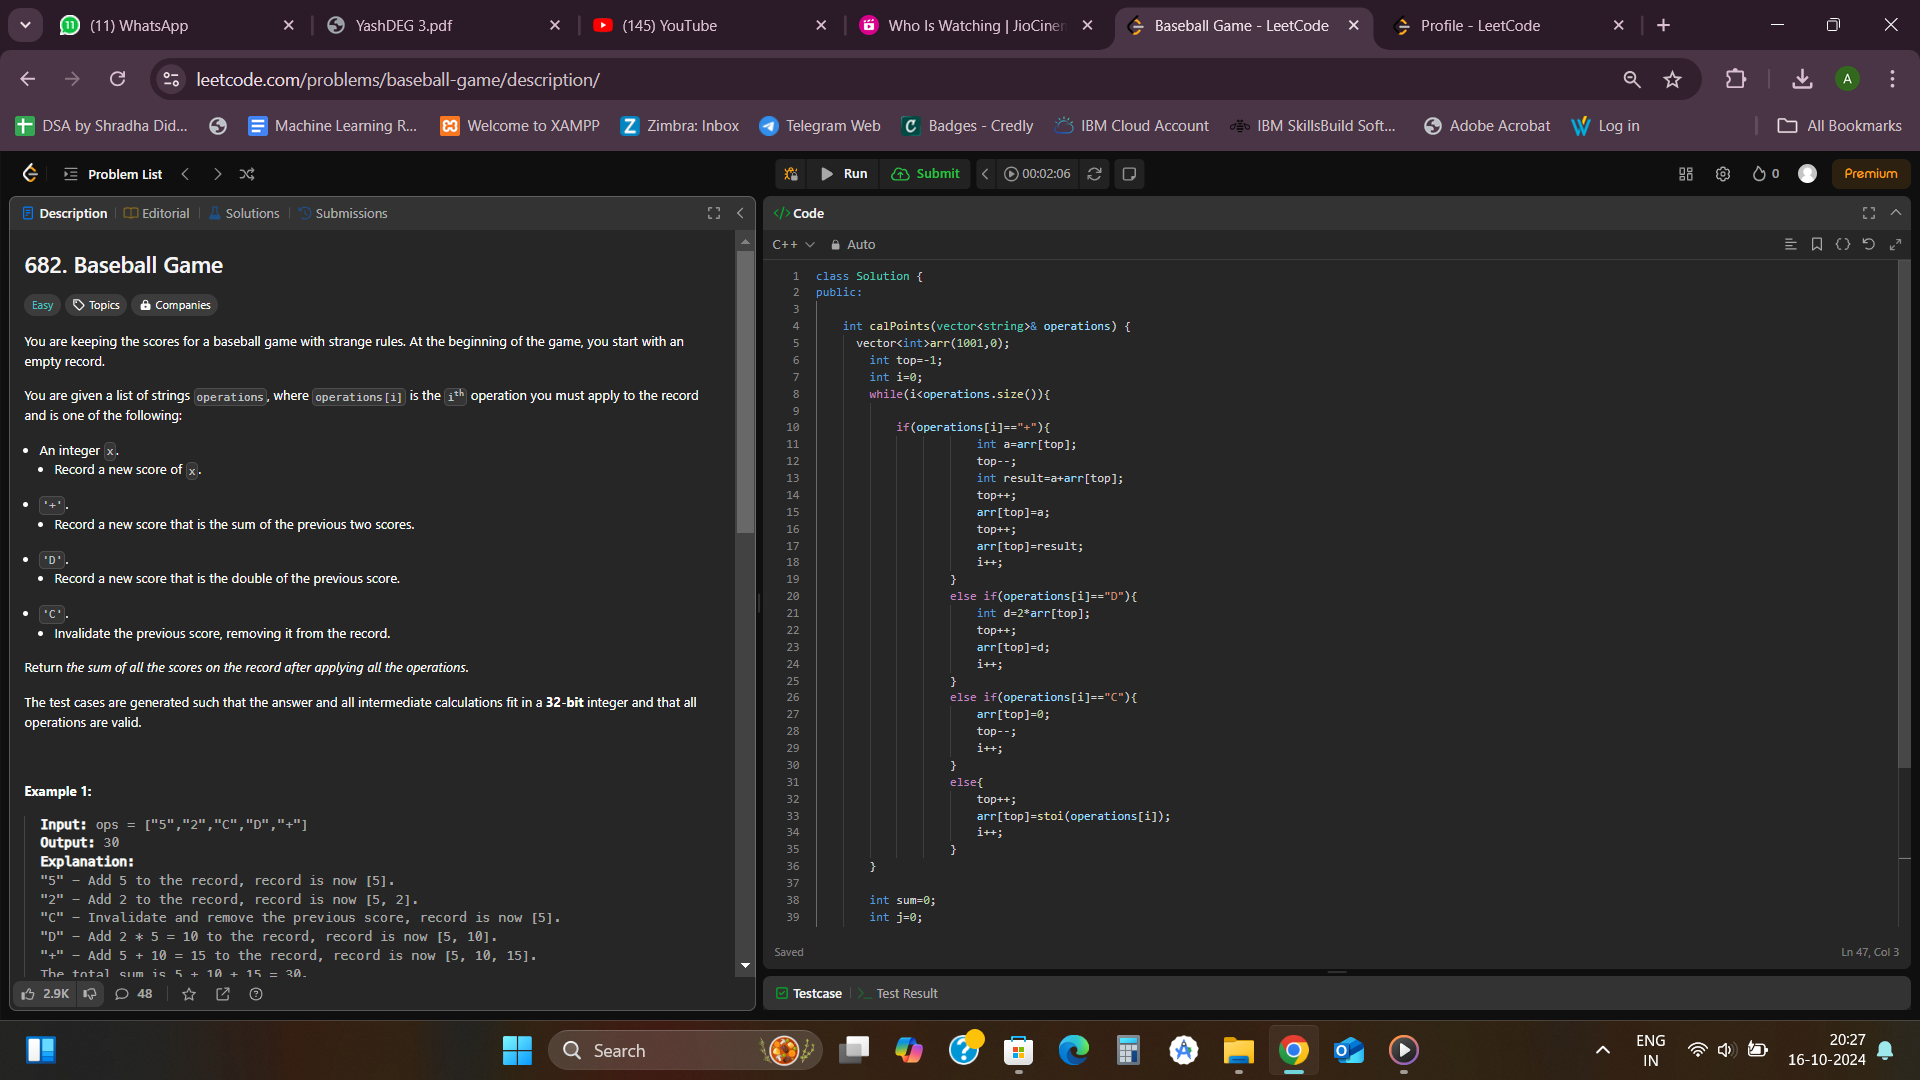 (11) WhatsApp
YashDEG 3.pdf
(145) YouTube
Who Is Watching | JioCinen
Baseball Game - LeetCode
Profile - LeetCode
leetcode.com/problems/baseball-game/description/
A
DSA by Shradha Did...
Machine Learning R...
Welcome to XAMPP
Zimbra: Inbox
Telegram Web
Badges - Credly
IBM Cloud Account
IBM SkillsBuild Soft...
Adobe Acrobat
Log in
All Bookmarks
Problem List
Run
Submit
00:02:06
0
Premium
Description
Editorial
Solutions
Submissions
682. Baseball Game
Easy
Topics
Companies
You are keeping the scores for a baseball game with strange rules. At the beginning of the game, you start with an
empty record.
You are given a list of strings operations, where operations[i] is the ith operation you must apply to the record
and is one of the following:
• An integer x.
• Record a new score of x.
• '+'.
• Record a new score that is the sum of the previous two scores.
• 'D'.
• Record a new score that is the double of the previous score.
• 'C'.
• Invalidate the previous score, removing it from the record.
Return the sum of all the scores on the record after applying all the operations.
The test cases are generated such that the answer and all intermediate calculations fit in a 32-bit integer and that all
operations are valid.
Example 1:
Input: ops = ["5","2","C","D","+"]
Output: 30
Explanation:
"5" - Add 5 to the record, record is now [5].
"2" - Add 2 to the record, record is now [5, 2].
"C" - Invalidate and remove the previous score, record is now [5].
"D" - Add 2 * 5 = 10 to the record, record is now [5, 10].
"+" - Add 5 + 10 = 15 to the record, record is now [5, 10, 15].
The total sum is 5 + 10 + 15 = 30.
2.9K
48
Code
C++
Auto
1 class Solution {
2 public:
3
4 int calPoints(vector<string>& operations) {
5 vector<int>arr(1001,0);
6 int top=-1;
7 int i=0;
8 while(i<operations.size()){
9
10 if(operations[i]=="+"){
11 int a=arr[top];
12 top--;
13 int result=a+arr[top];
14 top++;
15 arr[top]=a;
16 top++;
17 arr[top]=result;
18 i++;
19 }
20 else if(operations[i]=="D"){
21 int d=2*arr[top];
22 top++;
23 arr[top]=d;
24 i++;
25 }
26 else if(operations[i]=="C"){
27 arr[top]=0;
28 top--;
29 i++;
30 }
31 else{
32 top++;
33 arr[top]=stoi(operations[i]);
34 i++;
35 }
36 }
37
38 int sum=0;
39 int j=0;
Saved
Ln 47, Col 3
Testcase
Test Result
Search
ENG
IN
20:27
16-10-2024